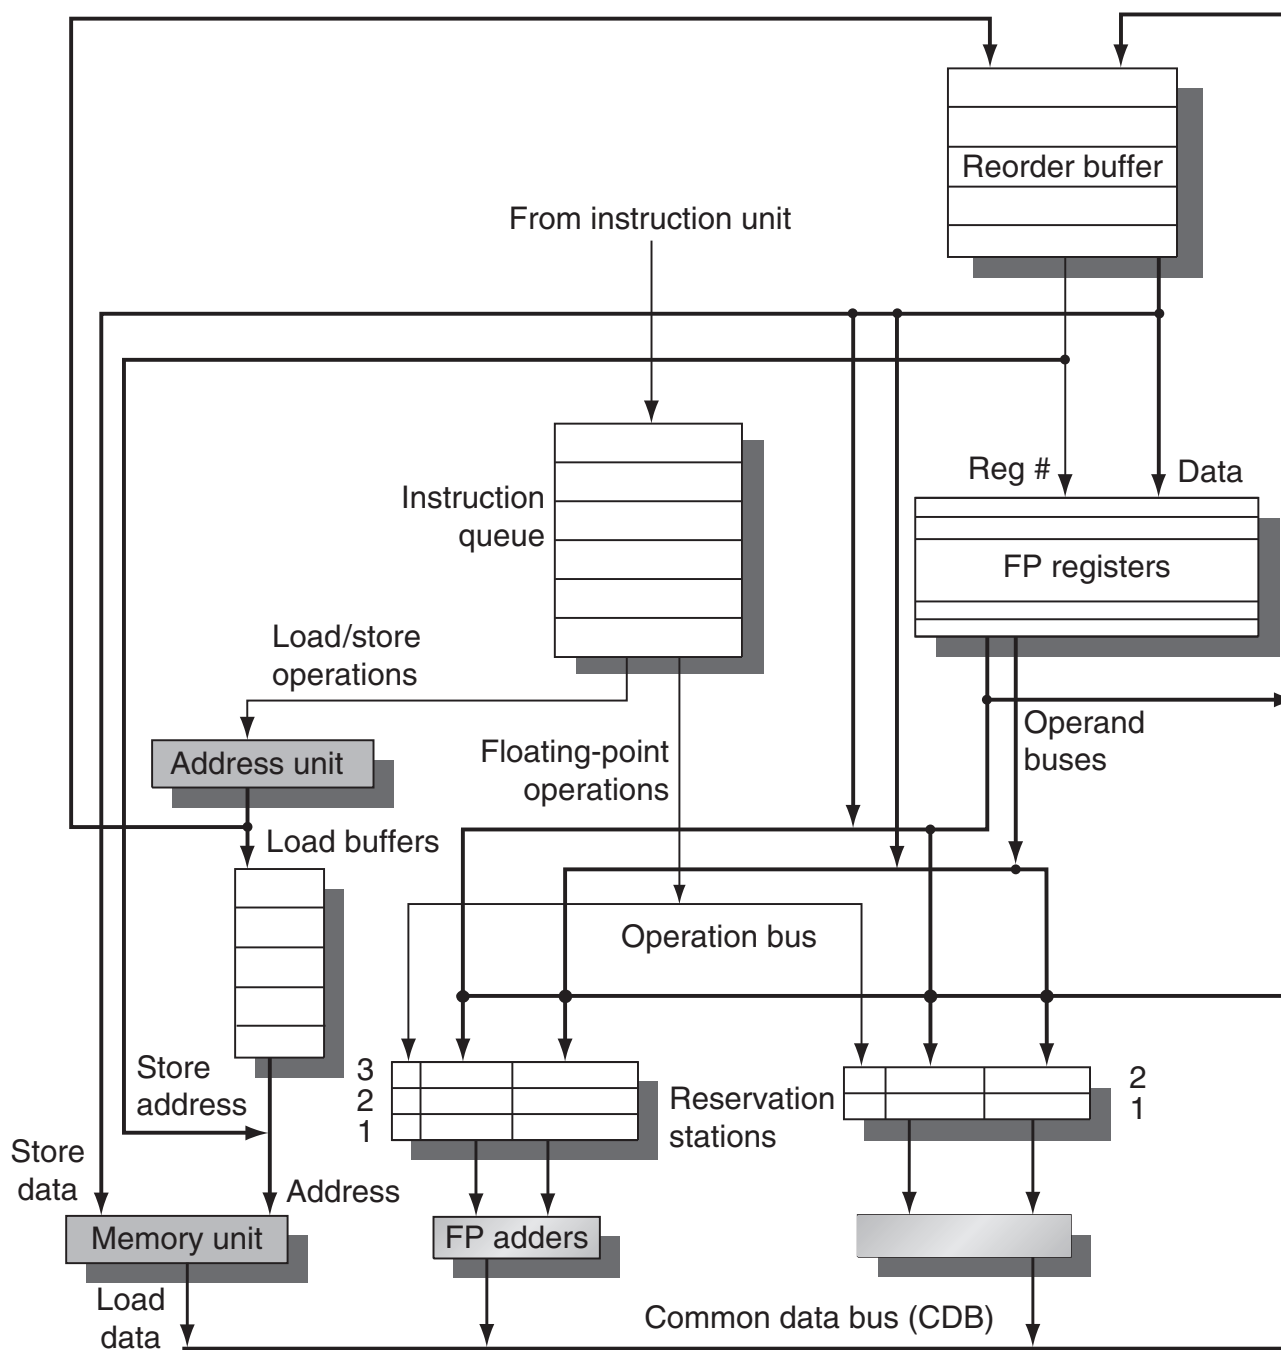 Reorder buffer
From instruction unit
Reg #
Data
Instruction
queue
FP registers
Load/store
operations
Operand
buses
Address unit
Floating-point
operations
Load buffers
Operation bus
Store
address
3
2
1
Reservation
stations
2
1
Store
data
Address
Memory unit
FP adders
Load
data
Common data bus (CDB)